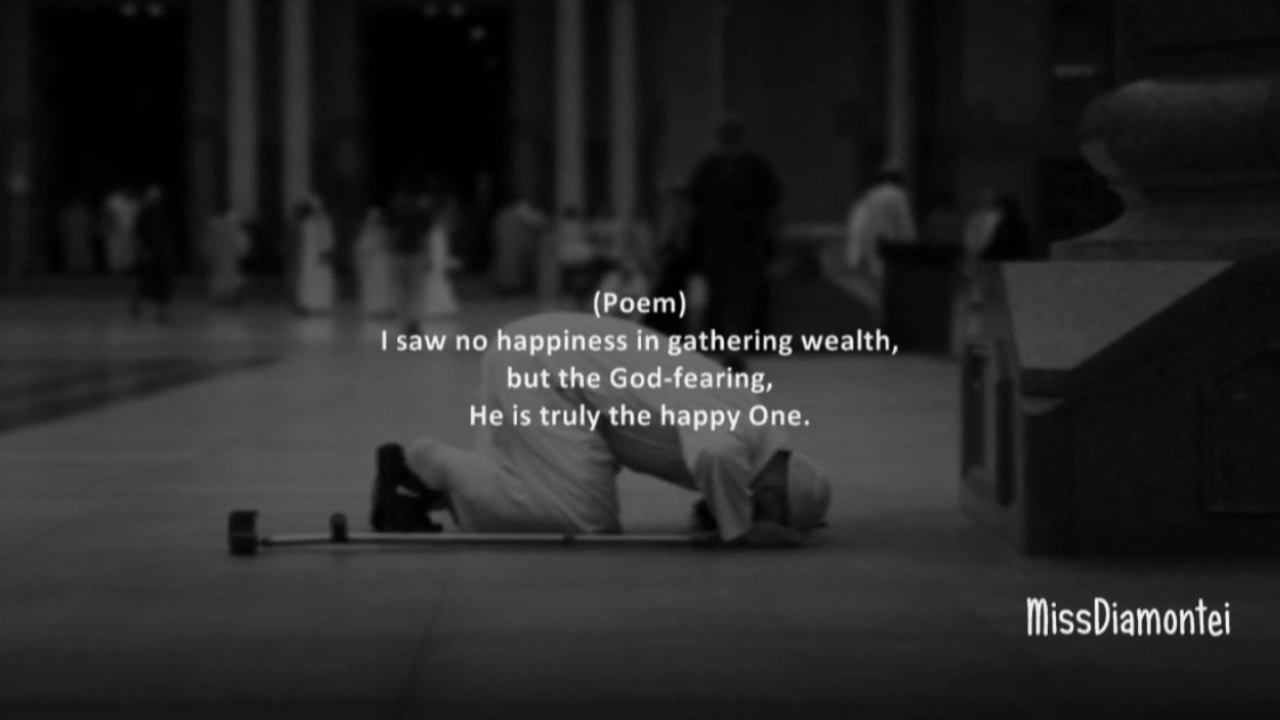 (Poem)
I saw no happiness in gathering wealth,
but the God-fearing,
He is truly the happy One.
MissDiamontei